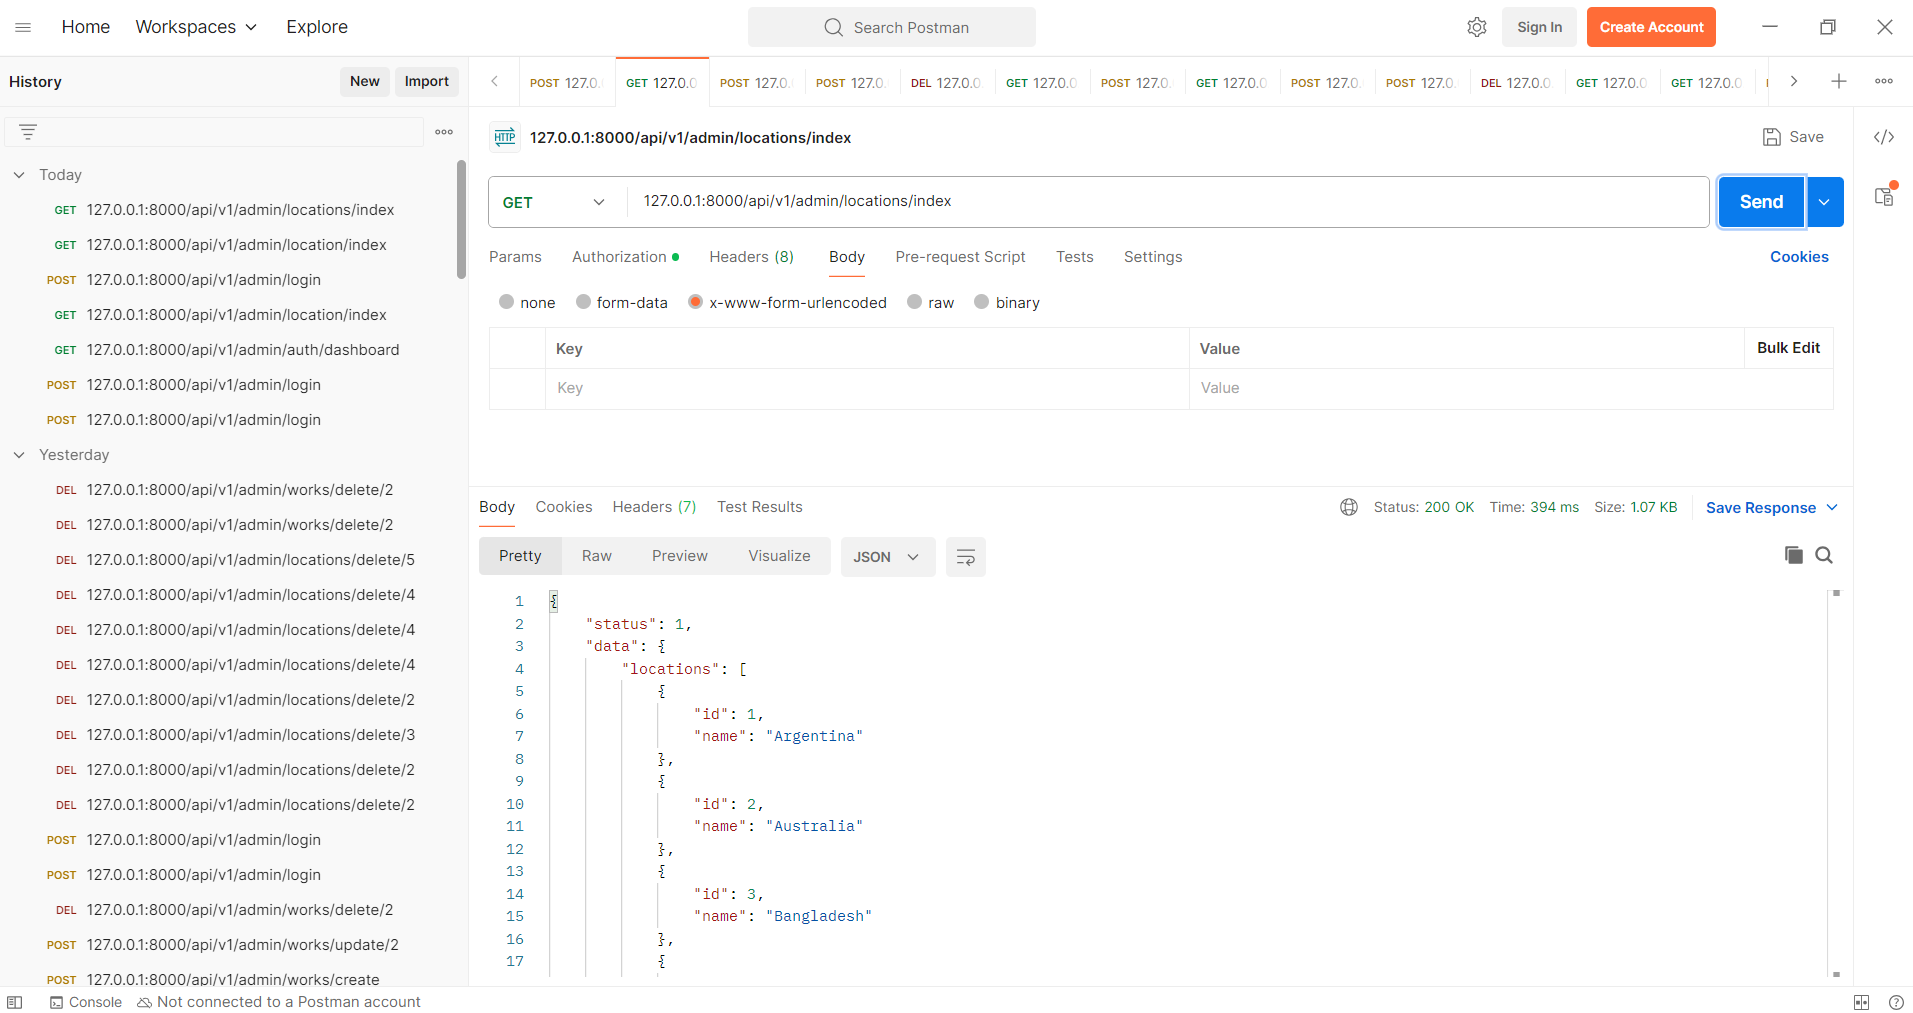 Home Workspaces Explore Search Postman Sign In Create Account
History New Import
POST 127.0. GET 127.0.0 POST 127.0. POST 127.0. DEL 127.0.0. GET 127.0.0 POST 127.0. GET 127.0.0 POST 127.0. POST 127.0. DEL 127.0.0. GET 127.0.0 GET 127.0.0
HTTP 127.0.0.1:8000/api/v1/admin/locations/index Save
GET 127.0.0.1:8000/api/v1/admin/locations/index Send
Params Authorization Headers (8) Body Pre-request Script Tests Settings Cookies
none form-data x-www-form-urlencoded raw binary
Key Value Bulk Edit
Key Value
Today
GET 127.0.0.1:8000/api/v1/admin/locations/index
GET 127.0.0.1:8000/api/v1/admin/location/index
POST 127.0.0.1:8000/api/v1/admin/login
GET 127.0.0.1:8000/api/v1/admin/location/index
GET 127.0.0.1:8000/api/v1/admin/auth/dashboard
POST 127.0.0.1:8000/api/v1/admin/login
POST 127.0.0.1:8000/api/v1/admin/login
Yesterday
DEL 127.0.0.1:8000/api/v1/admin/works/delete/2
DEL 127.0.0.1:8000/api/v1/admin/works/delete/2
DEL 127.0.0.1:8000/api/v1/admin/locations/delete/5
DEL 127.0.0.1:8000/api/v1/admin/locations/delete/4
DEL 127.0.0.1:8000/api/v1/admin/locations/delete/4
DEL 127.0.0.1:8000/api/v1/admin/locations/delete/4
DEL 127.0.0.1:8000/api/v1/admin/locations/delete/2
DEL 127.0.0.1:8000/api/v1/admin/locations/delete/3
DEL 127.0.0.1:8000/api/v1/admin/locations/delete/2
DEL 127.0.0.1:8000/api/v1/admin/locations/delete/2
POST 127.0.0.1:8000/api/v1/admin/login
POST 127.0.0.1:8000/api/v1/admin/login
DEL 127.0.0.1:8000/api/v1/admin/works/delete/2
POST 127.0.0.1:8000/api/v1/admin/works/update/2
POST 127.0.0.1:8000/api/v1/admin/works/create
Body Cookies Headers (7) Test Results Status: 200 OK Time: 394 ms Size: 1.07 KB Save Response
Pretty Raw Preview Visualize JSON
1 {
2 "status": 1,
3 "data": {
4 "locations": [
5 {
6 "id": 1,
7 "name": "Argentina"
8 },
9 {
10 "id": 2,
11 "name": "Australia"
12 },
13 {
14 "id": 3,
15 "name": "Bangladesh"
16 },
17 {
Console Not connected to a Postman account